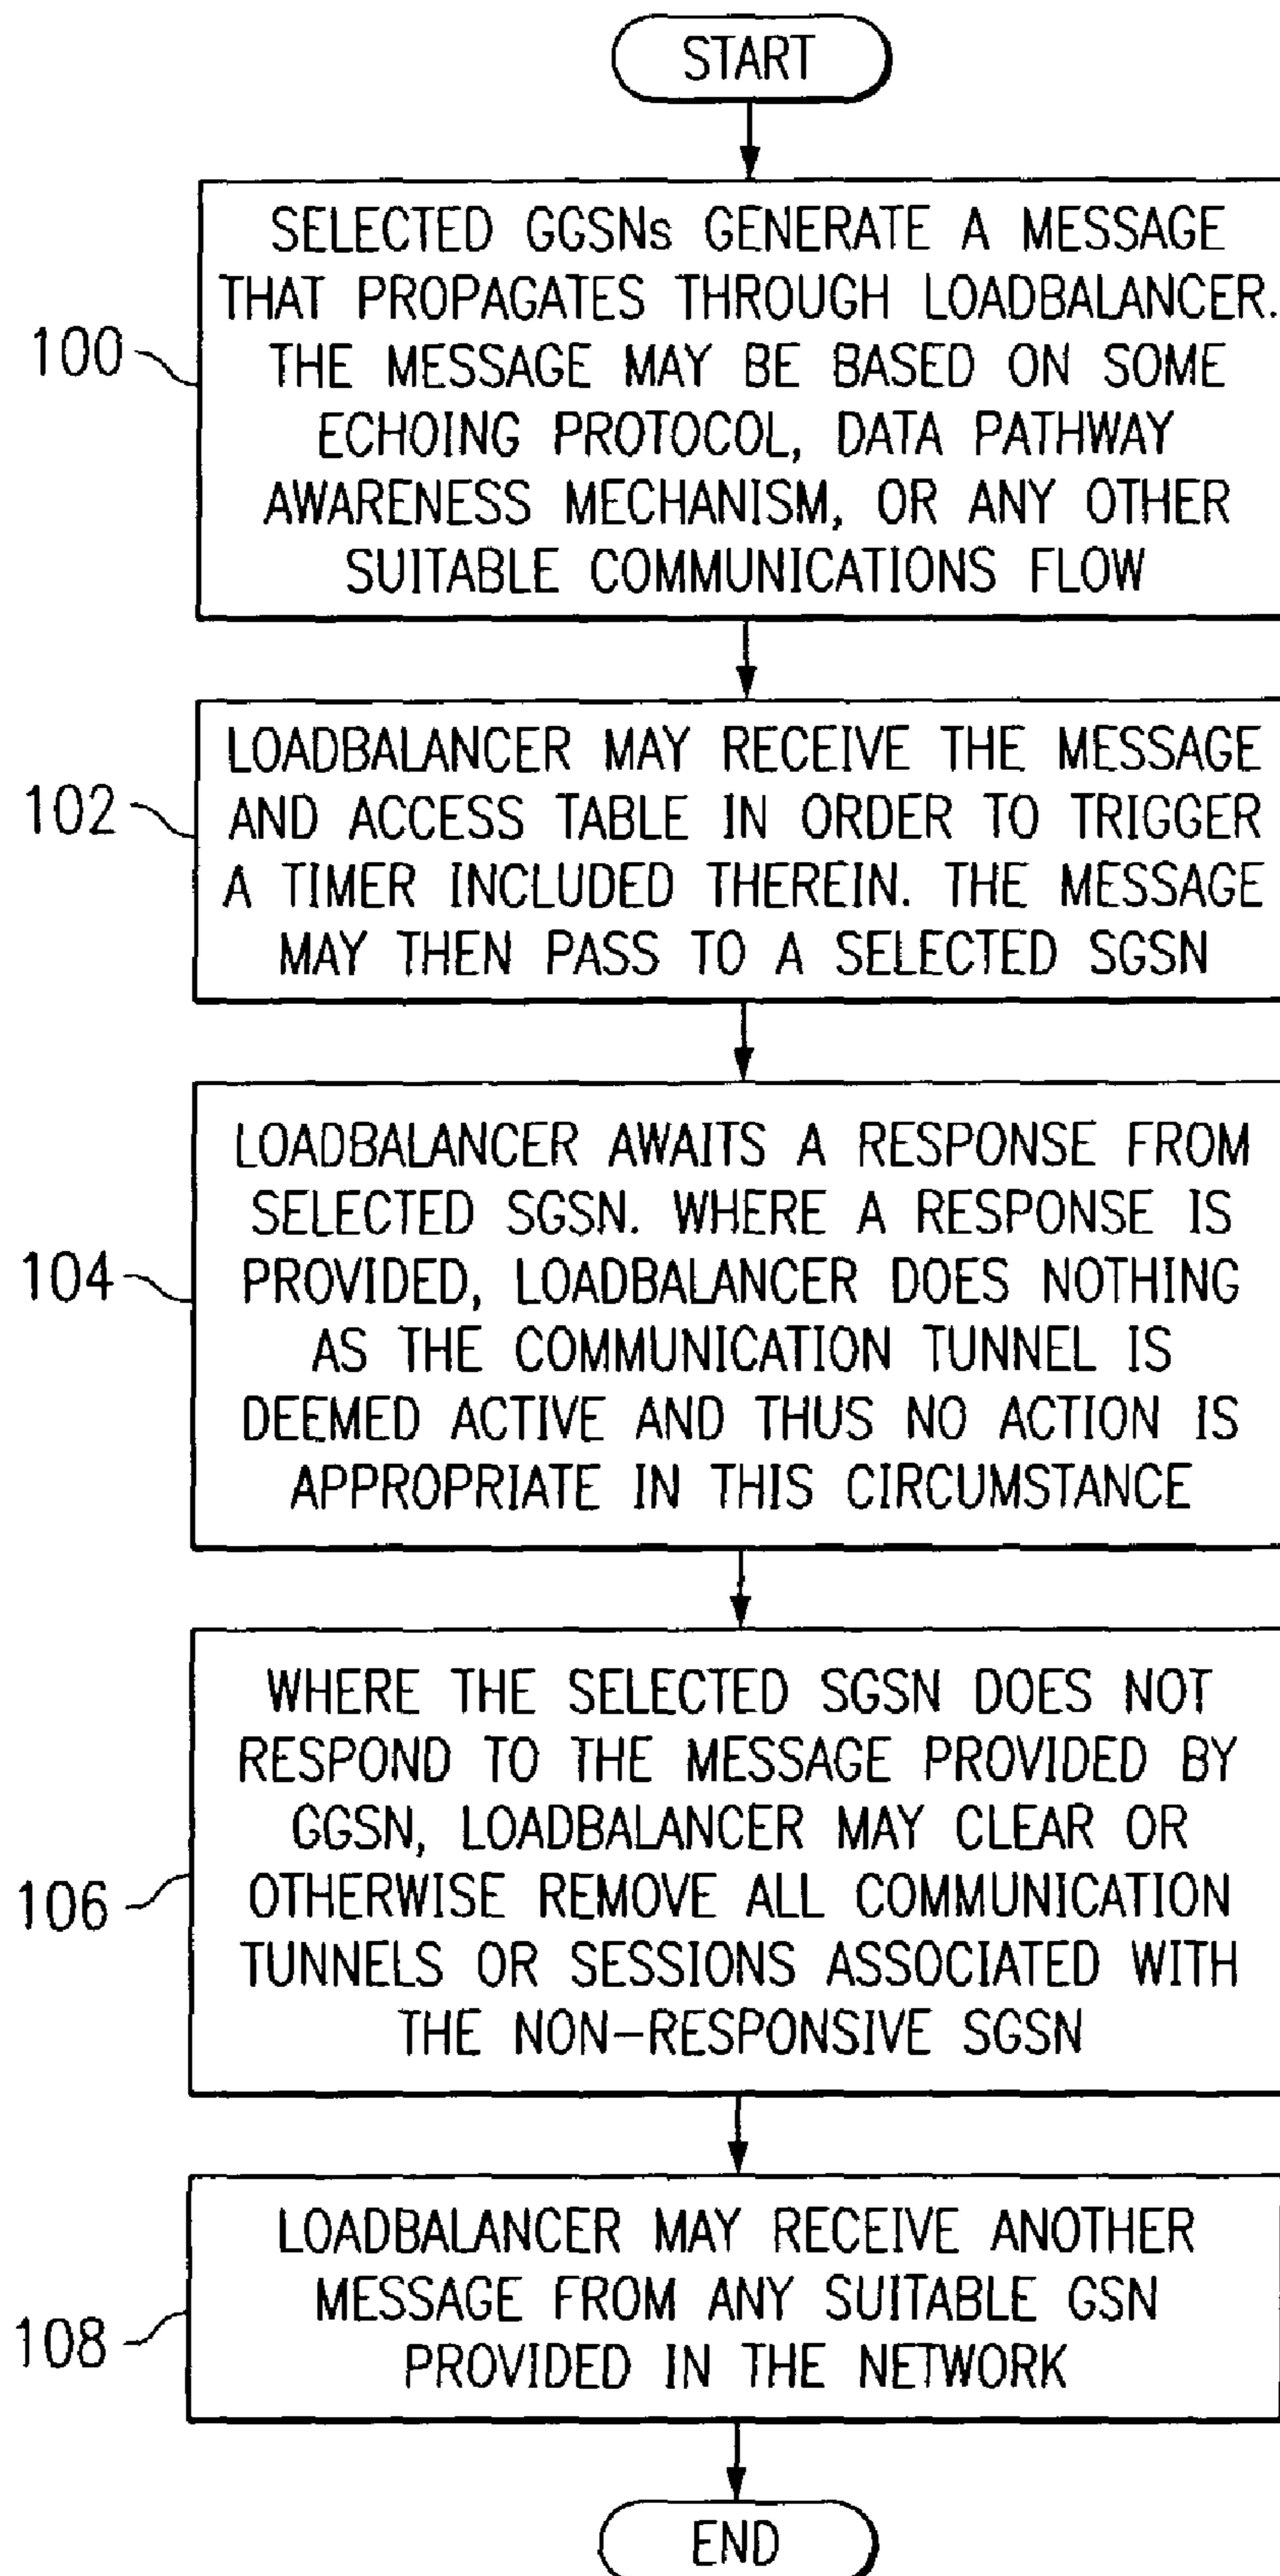 START
SELECTED GGSNs GENERATE A MESSAGE
THAT PROPAGATES THROUGH LOADBALANCER.
100
THE MESSAGE MAY BE BASED ON SOME
ECHOING PROTOCOL, DATA PATHWAY
AWARENESS MECHANISM, OR ANY OTHER
SUITABLE COMMUNICATIONS FLOW
LOADBALANCER MAY RECEIVE THE MESSAGE
102
AND ACCESS TABLE IN ORDER TO TRIGGER
A TIMER INCLUDED THEREIN. THE MESSAGE
MAY THEN PASS TO A SELECTED SGSN
LOADBALANCER AWAITS A RESPONSE FROM
SELECTED SGSN. WHERE A RESPONSE IS
104
PROVIDED, LOADBALANCER DOES NOTHING
AS THE COMMUNICATION TUNNEL IS
DEEMED ACTIVE AND THUS NO ACTION IS
APPROPRIATE IN THIS CIRCUMSTANCE
WHERE THE SELECTED SGSN DOES NOT
RESPOND TO THE MESSAGE PROVIDED BY
GGSN, LOADBALANCER MAY CLEAR OR
106
OTHERWISE REMOVE ALL COMMUNICATION
TUNNELS OR SESSIONS ASSOCIATED WITH
THE NON-RESPONSIVE SGSN
LOADBALANCER MAY RECEIVE ANOTHER
MESSAGE FROM ANY SUITABLE GSN
108
PROVIDED IN THE NETWORK
END